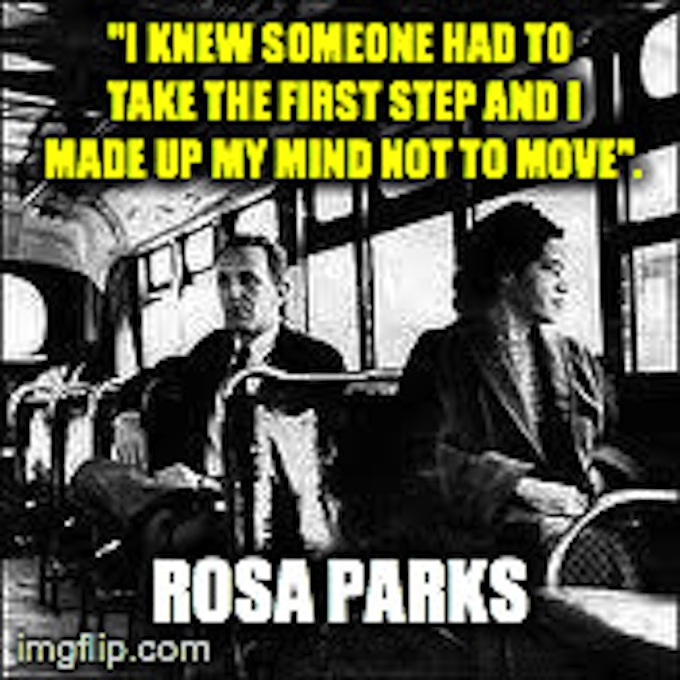 "I KNEW SOMEONE HAD TO
TAKE THE FIRST STEP AND I
MADE UP MY MIND NOT TO MOVE".
ROSA PARKS
imgflip.com